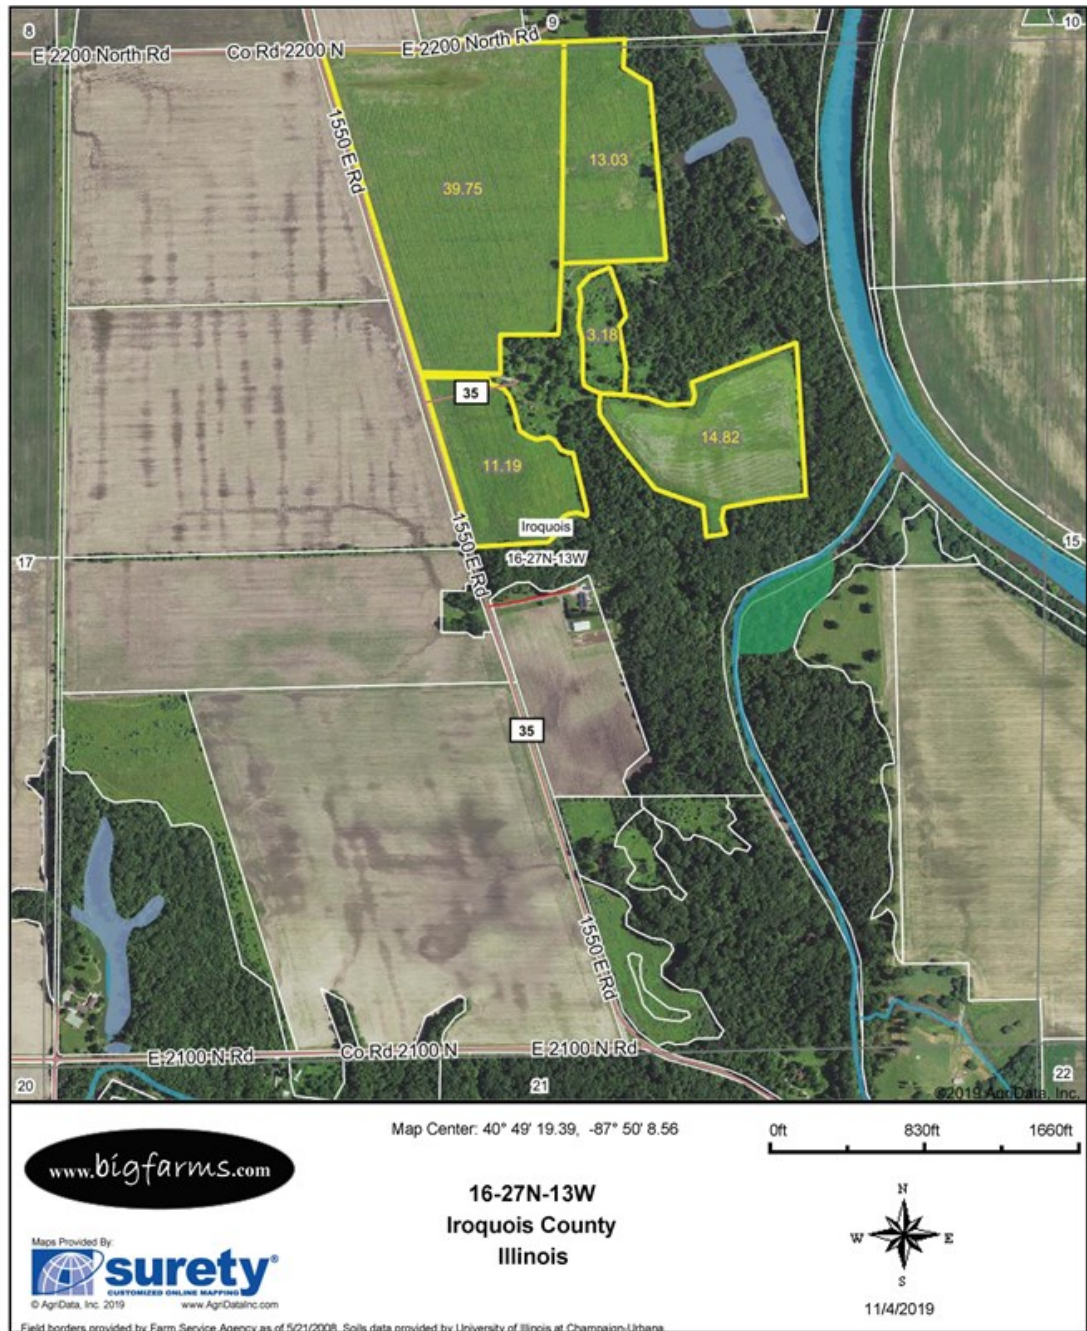 8
9
10
E 2200 North Rd
Co Rd 2200 N
E 2200 North Rd
1550 E Rd
13.03
39.75
3.18
35
14.82
11.19
Iroquois
1550 E Rd
16-27N-13W
17
15
35
1550 E Rd
E 2100 N Rd
Co Rd 2100 N
E 2100 N Rd
20
21
22
©2019 AgriData, Inc.
www.bigfarms.com
Map Center: 40° 49' 19.39, -87° 50' 8.56
0ft 830ft 1660ft
16-27N-13W
Iroquois County
Illinois
N
W E
S
11/4/2019
Maps Provided By:
surety®
CUSTOMIZED ONLINE MAPPING
© AgriData, Inc. 2019 www.AgriDataInc.com
Field borders provided by Farm Service Agency as of 5/21/2008. Soils data provided by University of Illinois at Champaign-Urbana.